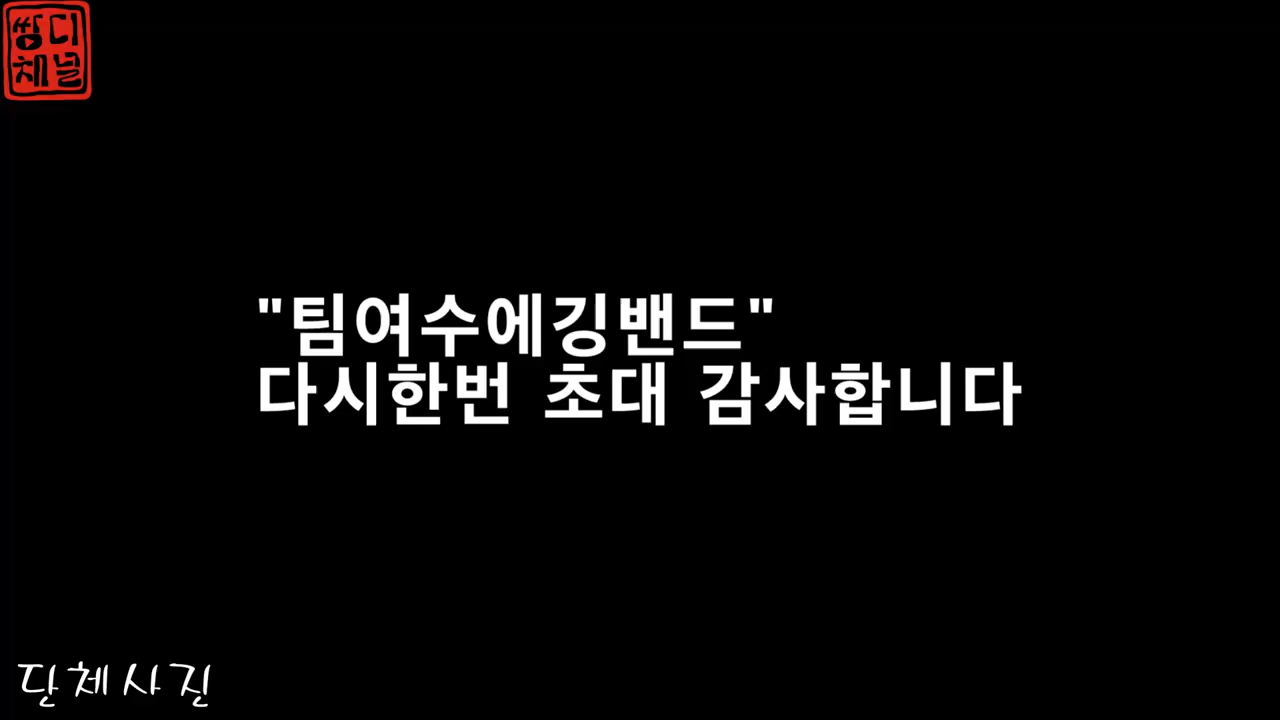 쌈디
채널
"팀여수에깅밴드"
다시한번 초대 감사합니다
단체사진